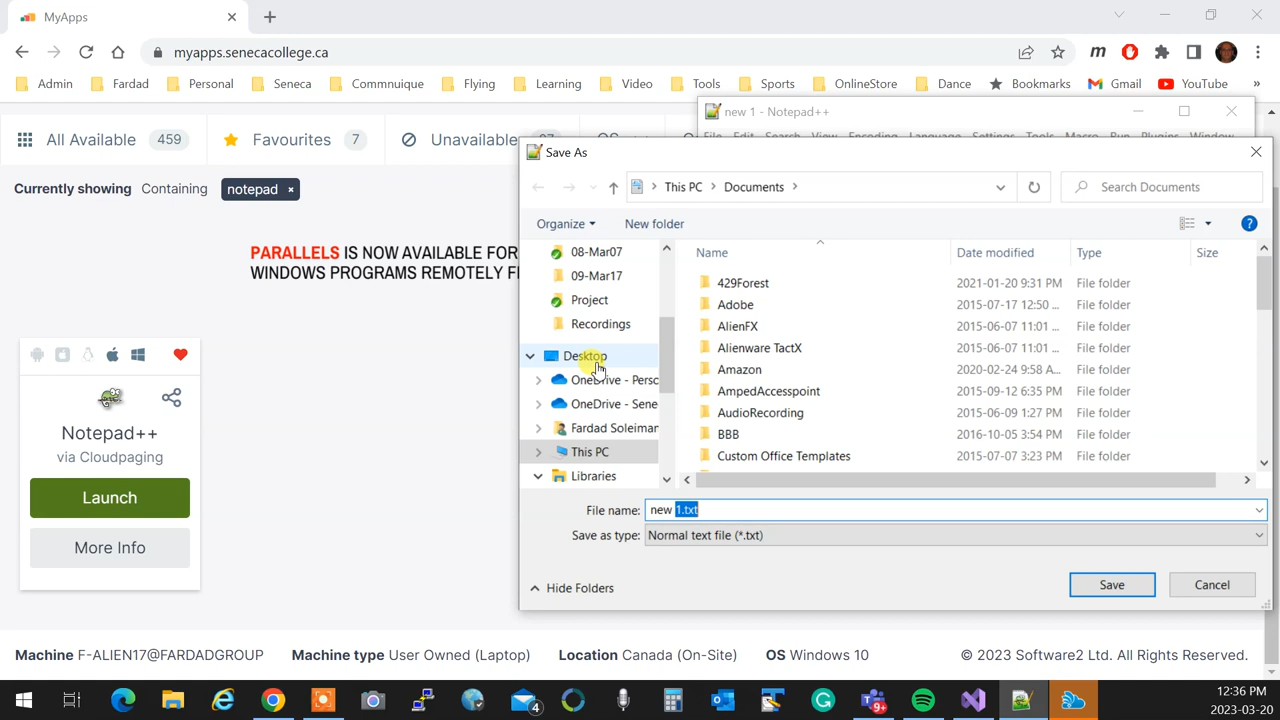 MyApps
myapps.senecacollege.ca
m
Admin Fardad Personal Seneca Commnuique Flying Learning Video Tools Sports OnlineStore Dance Bookmarks Gmail YouTube »
new 1 - Notepad++
All Available 459 Favourites 7 Unavailable
Save As
Currently showing Containing notepad ×
This PC > Documents >
Search Documents
Organize New folder
PARALLELS IS NOW AVAILABLE FOR
WINDOWS PROGRAMS REMOTELY
Name Date modified Type Size
08-Mar07
09-Mar17
Project
Recordings
Desktop
OneDrive - Perso
OneDrive - Sene
Fardad Soleiman
This PC
Libraries
429Forest 2021-01-20 9:31 PM File folder
Adobe 2015-07-17 12:50 ... File folder
AlienFX 2015-06-07 11:01 ... File folder
Alienware TactX 2015-06-07 11:01 ... File folder
Amazon 2020-02-24 9:58 A... File folder
AmpedAccesspoint 2015-09-12 6:35 PM File folder
AudioRecording 2015-06-09 1:27 PM File folder
BBB 2016-10-05 3:54 PM File folder
Custom Office Templates 2015-07-07 3:23 PM File folder
Notepad++
via Cloudpaging
Launch
More Info
File name: new 1.txt
Save as type: Normal text file (*.txt)
Hide Folders
Save Cancel
Machine F-ALIEN17@FARDADGROUP Machine type User Owned (Laptop) Location Canada (On-Site) OS Windows 10 © 2023 Software2 Ltd. All Rights Reserved.
4
9+
12:36 PM
2023-03-20